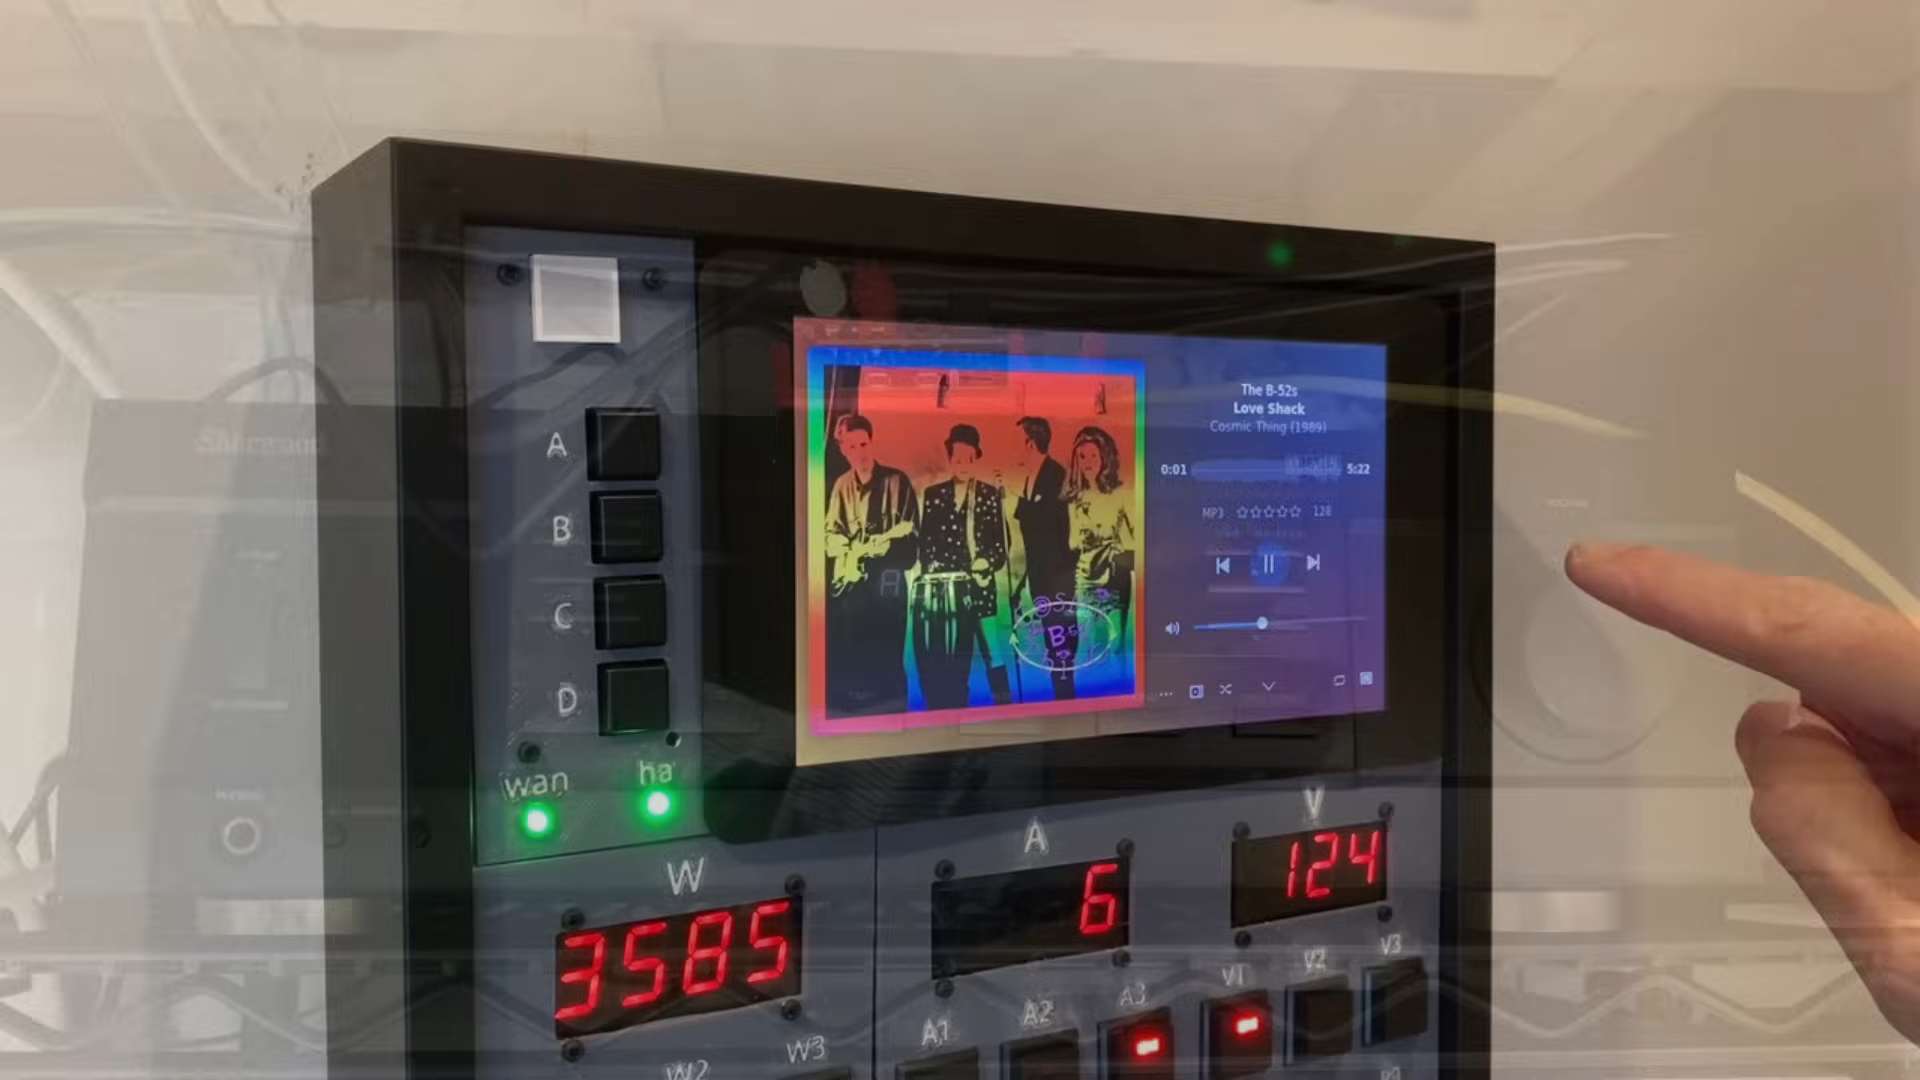 Sherwood
A
B
C
D
wan
ha
The B-52s
Love Shack
Cosmic Thing (1989)
0:01
5:22
MP3
128
W
A
V
3585
6
124
A1
A2
A3
V1
V2
V3
W2
W3